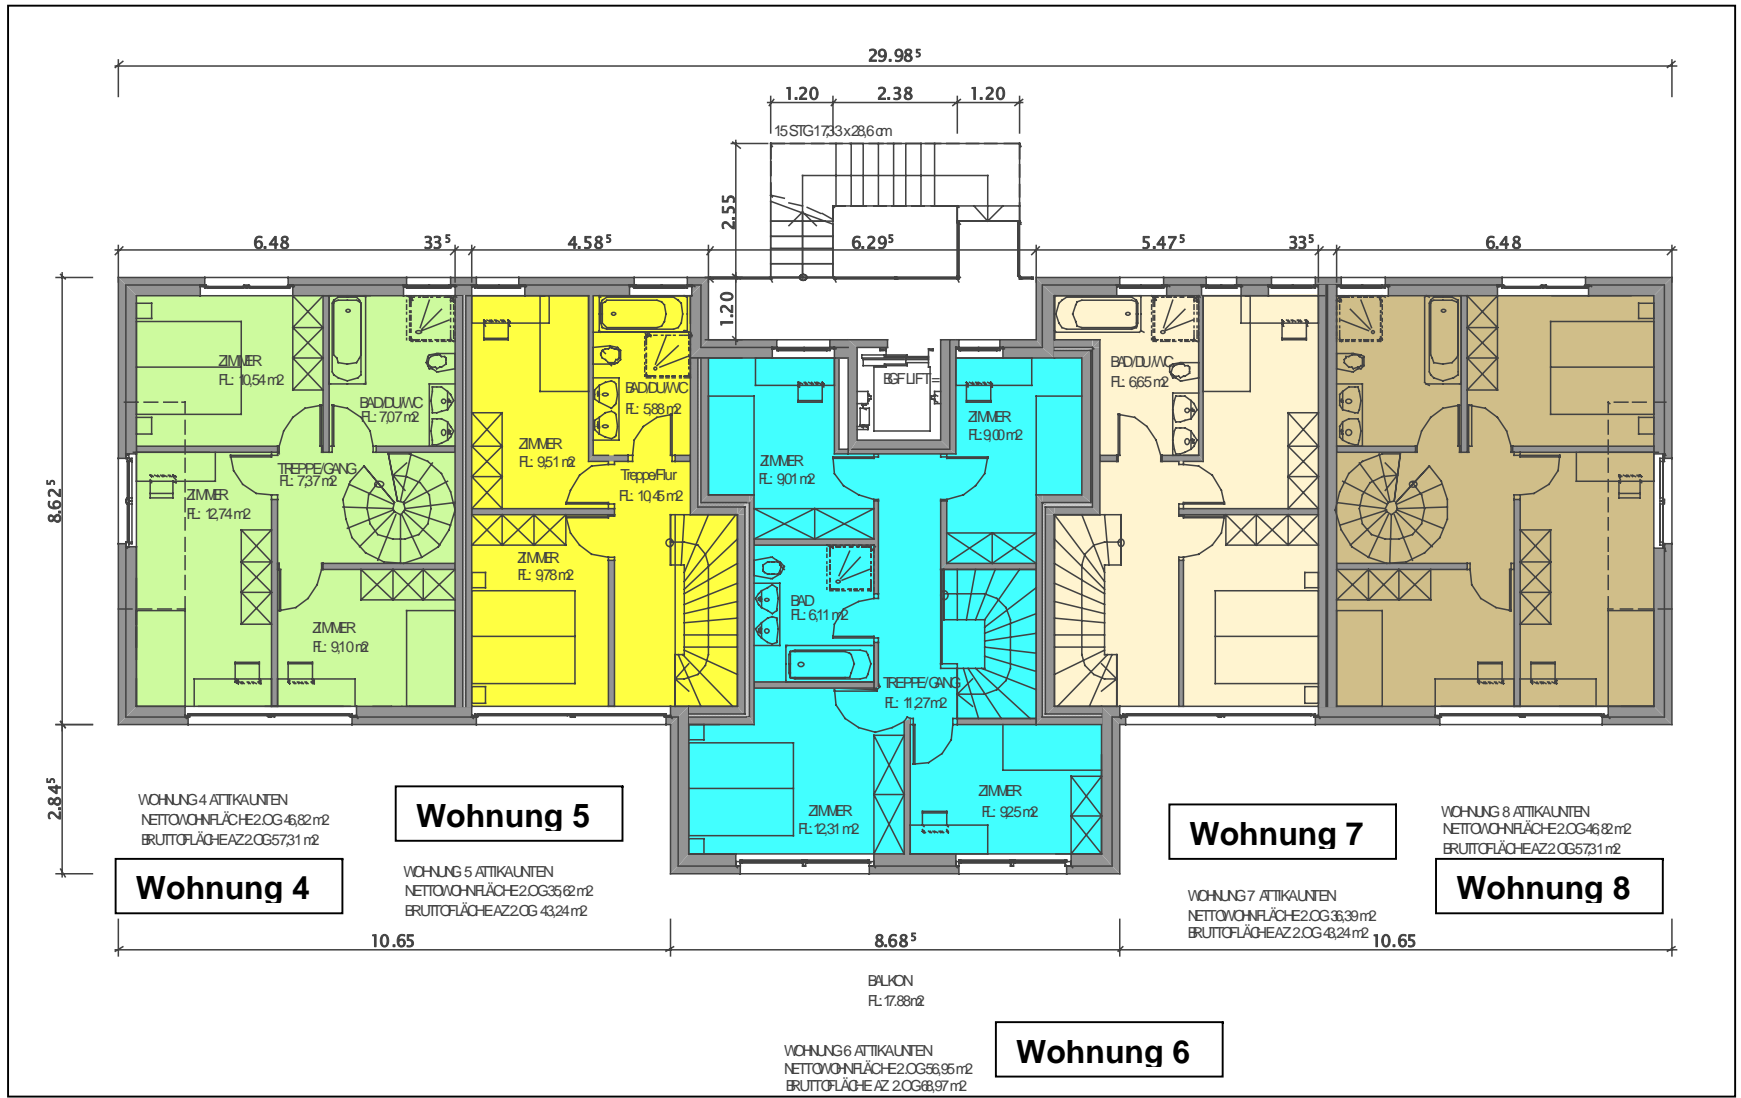 29.98⁵
1.20 2.38 1.20
15 STG 17,33 x 28,6 cm
2.55
6.48 33⁵ 4.58⁵ 6.29⁵ 5.47⁵ 33⁵ 6.48
1.20
8.62⁵
2.84⁵
ZIMMER
FL: 10,54 m2
BAD/DU/WC
FL: 7,07 m2
TREPPE/GANG
FL: 7,37 m2
ZIMMER
FL: 12,74 m2
ZIMMER
FL: 9,10 m2
BAD/DU/WC
FL: 5,88 m2
ZIMMER
FL: 9,51 m2
Treppe/Flur
FL: 10,45 m2
ZIMMER
FL: 9,78 m2
BGF LIFT =
ZIMMER
FL: 9,01 m2
ZIMMER
FL: 9,00 m2
BAD
FL: 6,11 m2
TREPPE/GANG
FL: 11,27 m2
ZIMMER
FL: 12,31 m2
ZIMMER
FL: 9,25 m2
BAD/DU/WC
FL: 6,65 m2
WOHNUNG 4 ATTIKA UNTEN
NETTOWOHNFLÄCHE 2.OG 46,82 m2
BRUTTOFLÄCHE AZ 2.OG 57,31 m2
Wohnung 4
Wohnung 5
WOHNUNG 5 ATTIKA UNTEN
NETTOWOHNFLÄCHE 2.OG 35,62 m2
BRUTTOFLÄCHE AZ 2.OG 43,24 m2
Wohnung 7
WOHNUNG 7 ATTIKA UNTEN
NETTOWOHNFLÄCHE 2.OG 36,39 m2
BRUTTOFLÄCHE AZ 2.OG 43,24 m2
WOHNUNG 8 ATTIKA UNTEN
NETTOWOHNFLÄCHE 2.OG 46,82 m2
BRUTTOFLÄCHE AZ 2.OG 57,31 m2
Wohnung 8
10.65 8.68⁵ 10.65
BALKON
FL: 17.88 m2
WOHNUNG 6 ATTIKA UNTEN
NETTOWOHNFLÄCHE 2.OG 56,95 m2
BRUTTOFLÄCHE AZ 2.OG 68,97 m2
Wohnung 6